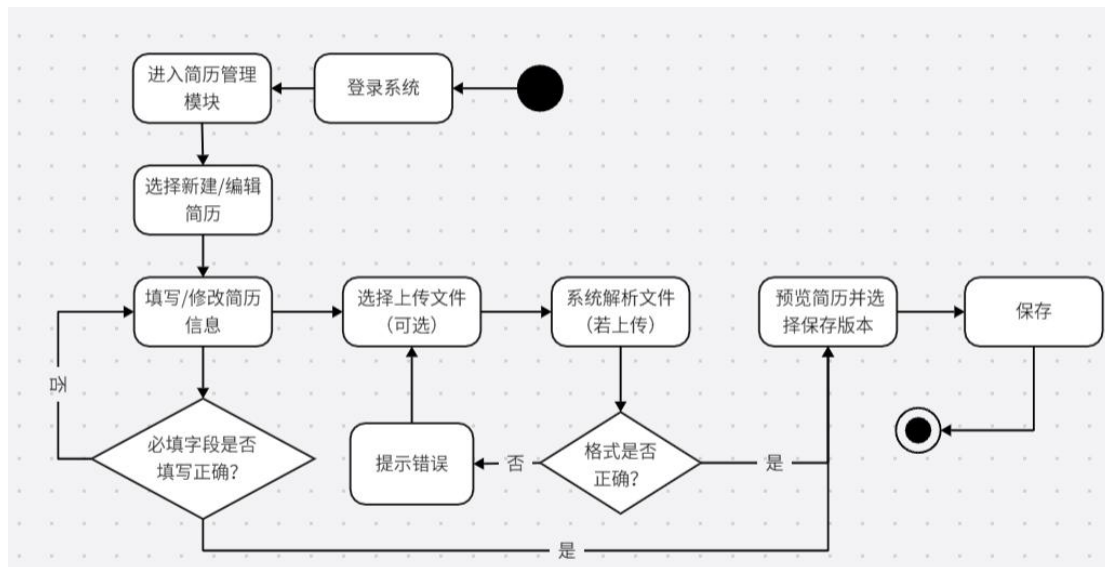 进入简历管理
模块
登录系统
选择新建/编辑
简历
填写/修改简历
信息
选择上传文件
（可选）
系统解析文件
（若上传）
预览简历并选
择保存版本
保存
否
必填字段是否
填写正确？
提示错误
否
格式是否
正确？
是
是